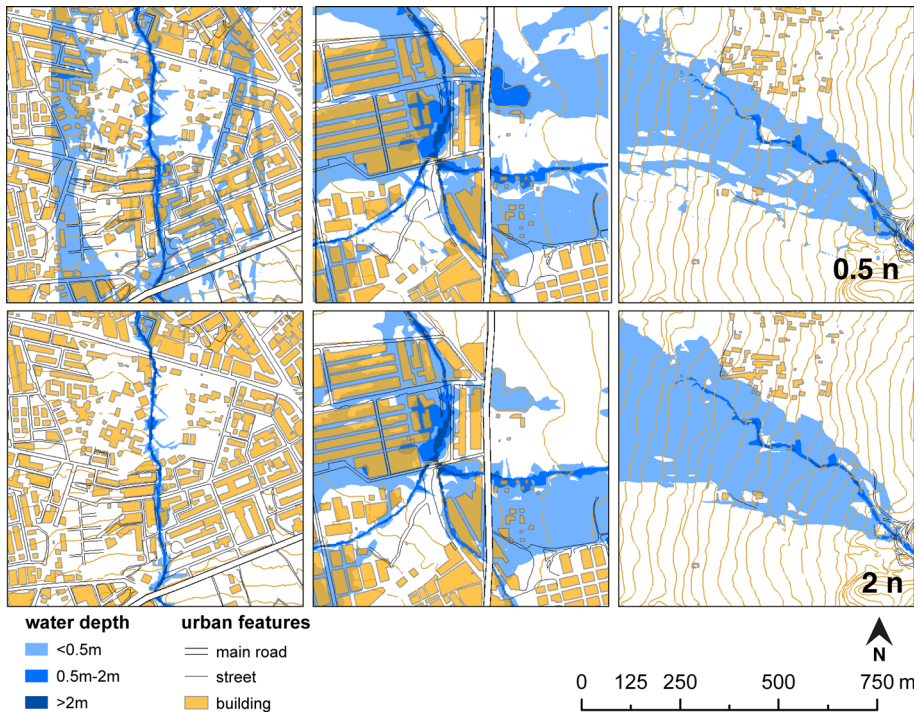 0.5 n
2 n
water depth
<0.5m
0.5m-2m
>2m
urban features
main road
street
building
N
0 125 250 500 750 m